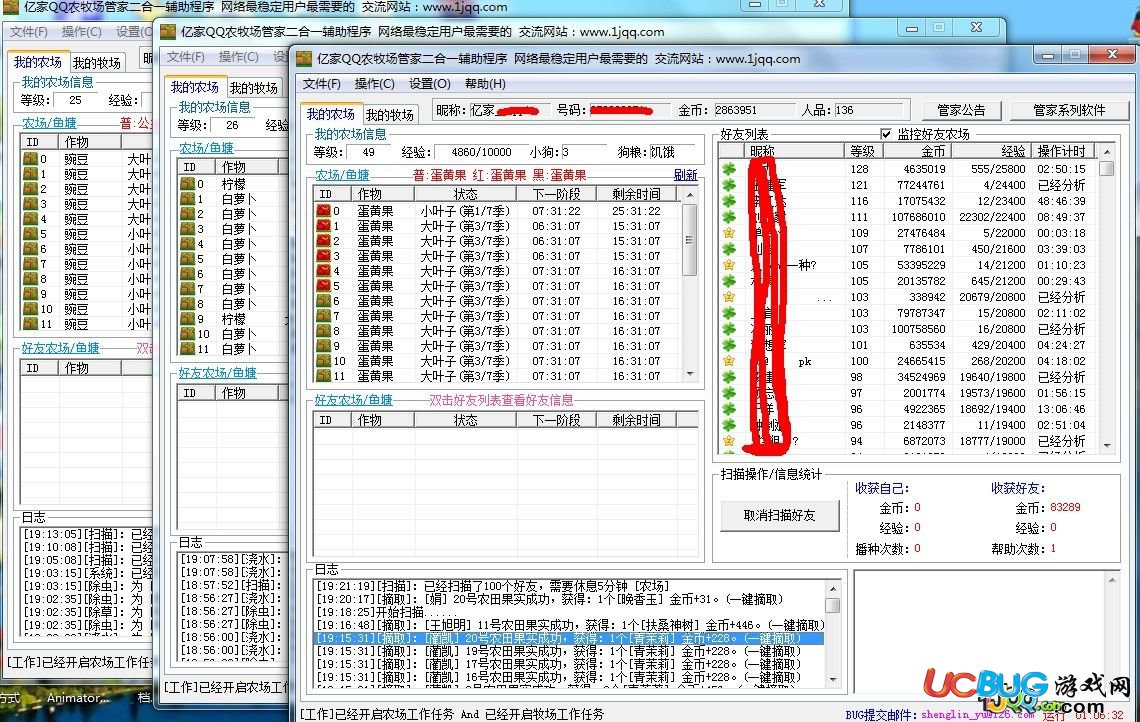 亿家QQ农牧场管家二合一辅助程序 网络最稳定用户最需要的 交流网站：www.1jqq.com
文件(F) 操作(C) 设置(
我的农场 我的牧场
我的农场信息
等级: 25 经验:
农场/鱼塘
ID 作物
0 豌豆 大叶
1 豌豆 大叶
2 豌豆 大叶
3 豌豆 大叶
4 豌豆 大叶
5 豌豆 小叶
6 豌豆 小叶
7 豌豆 小叶
8 豌豆 小叶
9 豌豆 小叶
10 豌豆 小叶
11 豌豆 小叶
好友农场/鱼塘 双击
ID 作物
日志
[19:13:05][扫描]: 已经
[19:10:08][扫描]: 已经
[19:05:08][扫描]: 已经
[19:03:15][系统]: 已经
[19:03:15][除虫]: 为
[19:02:35][除虫]: 为
[19:02:35][除草]: 为
[19:02:35][除虫]: 为
[工作]已经开启农场工作任
Animator...
亿家QQ农牧场管家二合一辅助程序 网络最稳定用户最需要的 交流网站：www.1jqq.com
文件(F) 操作(C)
我的农场 我的牧场
我的农场信息
等级: 26 经验
农场/鱼塘
ID 作物
0 柠檬
1 白萝卜
2 白萝卜
3 白萝卜
4 白萝卜
5 白萝卜
6 白萝卜
7 白萝卜
8 白萝卜
9 柠檬
10 白萝卜
11 白萝卜
好友农场/鱼塘
ID 作物
日志
[19:07:58][浇水]
[19:07:58][浇水]
[18:57:52][扫描]
[18:56:27][浇水]
[18:56:27][除虫]
[18:56:27][除虫]
[18:56:00][浇水]
[18:56:00][除虫]
[工作]已经开启农场工作
亿家QQ农牧场管家二合一辅助程序 网络最稳定用户最需要的 交流网站：www.1jqq.com
文件(F) 操作(C) 设置(O) 帮助(H)
我的农场 我的牧场 昵称: 亿家 号码: 金币: 2863951 人品: 136 管家公告 管家系列软件
我的农场信息
等级: 49 经验: 4860/10000 小狗: 3 狗粮: 饥饿
农场/鱼塘 普:蛋黄果 红:蛋黄果 黑:蛋黄果 刷新
ID 作物 状态 下一阶段 剩余时间
0 蛋黄果 小叶子(第1/7季) 07:31:22 25:31:22
1 蛋黄果 大叶子(第3/7季) 06:31:07 15:31:07
2 蛋黄果 大叶子(第3/7季) 06:31:07 15:31:07
3 蛋黄果 大叶子(第3/7季) 06:31:07 15:31:07
4 蛋黄果 大叶子(第3/7季) 07:31:07 16:31:07
5 蛋黄果 大叶子(第3/7季) 07:31:07 16:31:07
6 蛋黄果 大叶子(第3/7季) 07:31:07 16:31:07
7 蛋黄果 大叶子(第3/7季) 07:31:07 16:31:07
8 蛋黄果 大叶子(第3/7季) 07:31:07 16:31:07
9 蛋黄果 大叶子(第3/7季) 07:31:07 16:31:07
10 蛋黄果 大叶子(第3/7季) 07:31:07 16:31:07
11 蛋黄果 大叶子(第3/7季) 07:31:07 16:31:07
好友农场/鱼塘 双击好友列表查看好友信息
ID 作物 状态 下一阶段 剩余时间
好友列表 监控好友农场
昵称 等级 金币 经验 操作计时
128 4635019 555/25800 02:50:15
121 77244761 4/24400 已经分析
116 17075432 12/23400 48:46:39
111 107686010 22302/22400 08:49:37
109 27476484 5/22000 00:03:18
107 7786101 450/21600 03:39:03
一种? 105 53395229 14/21200 01:10:23
105 20135782 645/21200 00:29:43
... 103 338942 20679/20800 已经分析
103 79787347 15/20800 02:11:02
103 100758560 16/20800 已经分析
101 635534 429/20400 04:24:27
pk 100 24665415 268/20200 04:18:02
98 34524969 19640/19800 已经分析
97 2001774 19573/19600 01:56:15
96 4922365 18692/19400 13:06:46
96 2148377 11/19400 02:51:04
? 94 6872073 18777/19000 已经分析
扫描操作/信息统计
取消扫描好友
收获自己: 收获好友:
金币: 0 金币: 83289
经验: 0 经验: 0
播种次数: 0 帮助次数: 1
日志
[19:21:19][扫描]: 已经扫描了100个好友，需要休息5分钟 [农场]
[19:20:17][摘取]: [娟] 20号农田果实成功，获得：1个[晚香玉] 金币+31。(一键摘取)
[19:18:25]开始扫描......
[19:16:48][摘取]: [王旭明] 11号农田果实成功，获得：1个[扶桑神树] 金币+446。(一键摘取)
[19:15:31][摘取]: [蔺凯] 20号农田果实成功，获得：1个[青茉莉] 金币+228。(一键摘取)
[19:15:31][摘取]: [蔺凯] 19号农田果实成功，获得：1个[青茉莉] 金币+228。(一键摘取)
[19:15:31][摘取]: [蔺凯] 17号农田果实成功，获得：1个[青茉莉] 金币+228。(一键摘取)
[19:15:31][摘取]: [蔺凯] 16号农田果实成功，获得：1个[青茉莉] 金币+228。(一键摘取)
[工作]已经开启农场工作任务 And 已经开启牧场工作任务
BUG提交邮件: 运行 01:06:32
UCBUG游戏网
.com